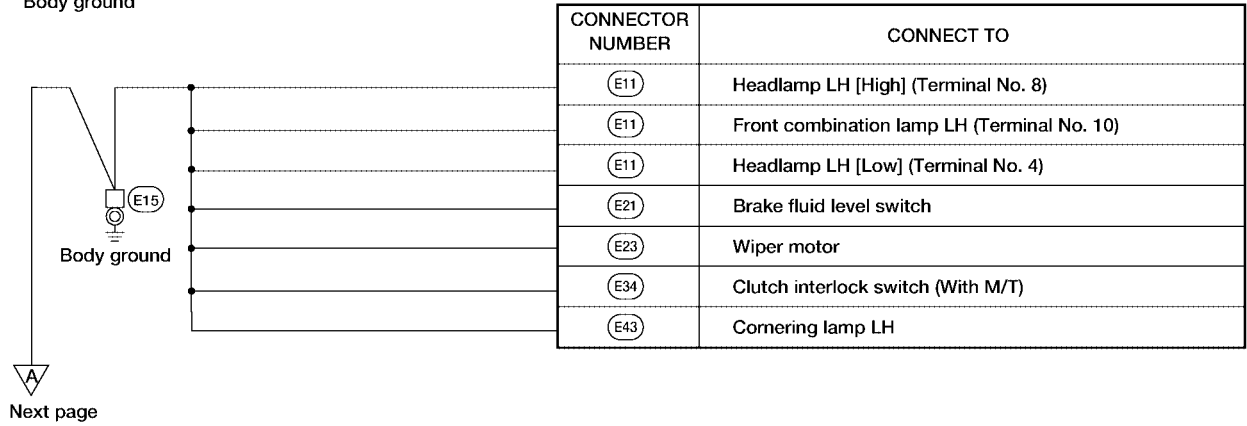 Body ground
CONNECTOR NUMBER
CONNECT TO
E11 Headlamp LH [High] (Terminal No. 8)
E11 Front combination lamp LH (Terminal No. 10)
E11 Headlamp LH [Low] (Terminal No. 4)
E21 Brake fluid level switch
E23 Wiper motor
E34 Clutch interlock switch (With M/T)
E43 Cornering lamp LH
E15
Body ground
A
Next page